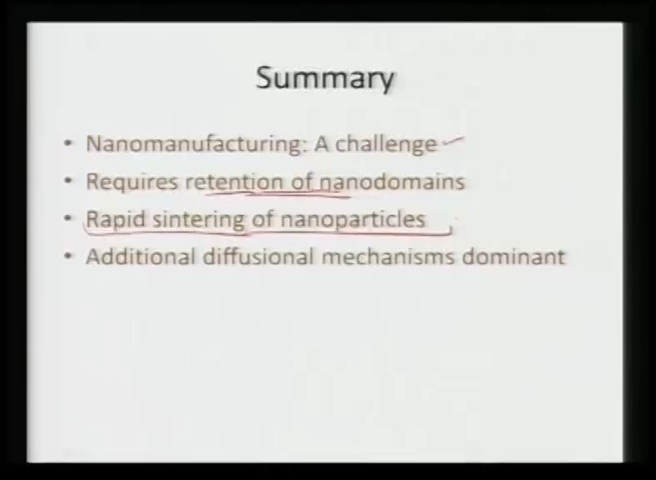 Summary
• Nanomanufacturing: A challenge
• Requires retention of nanodomains
• Rapid sintering of nanoparticles
• Additional diffusional mechanisms dominant